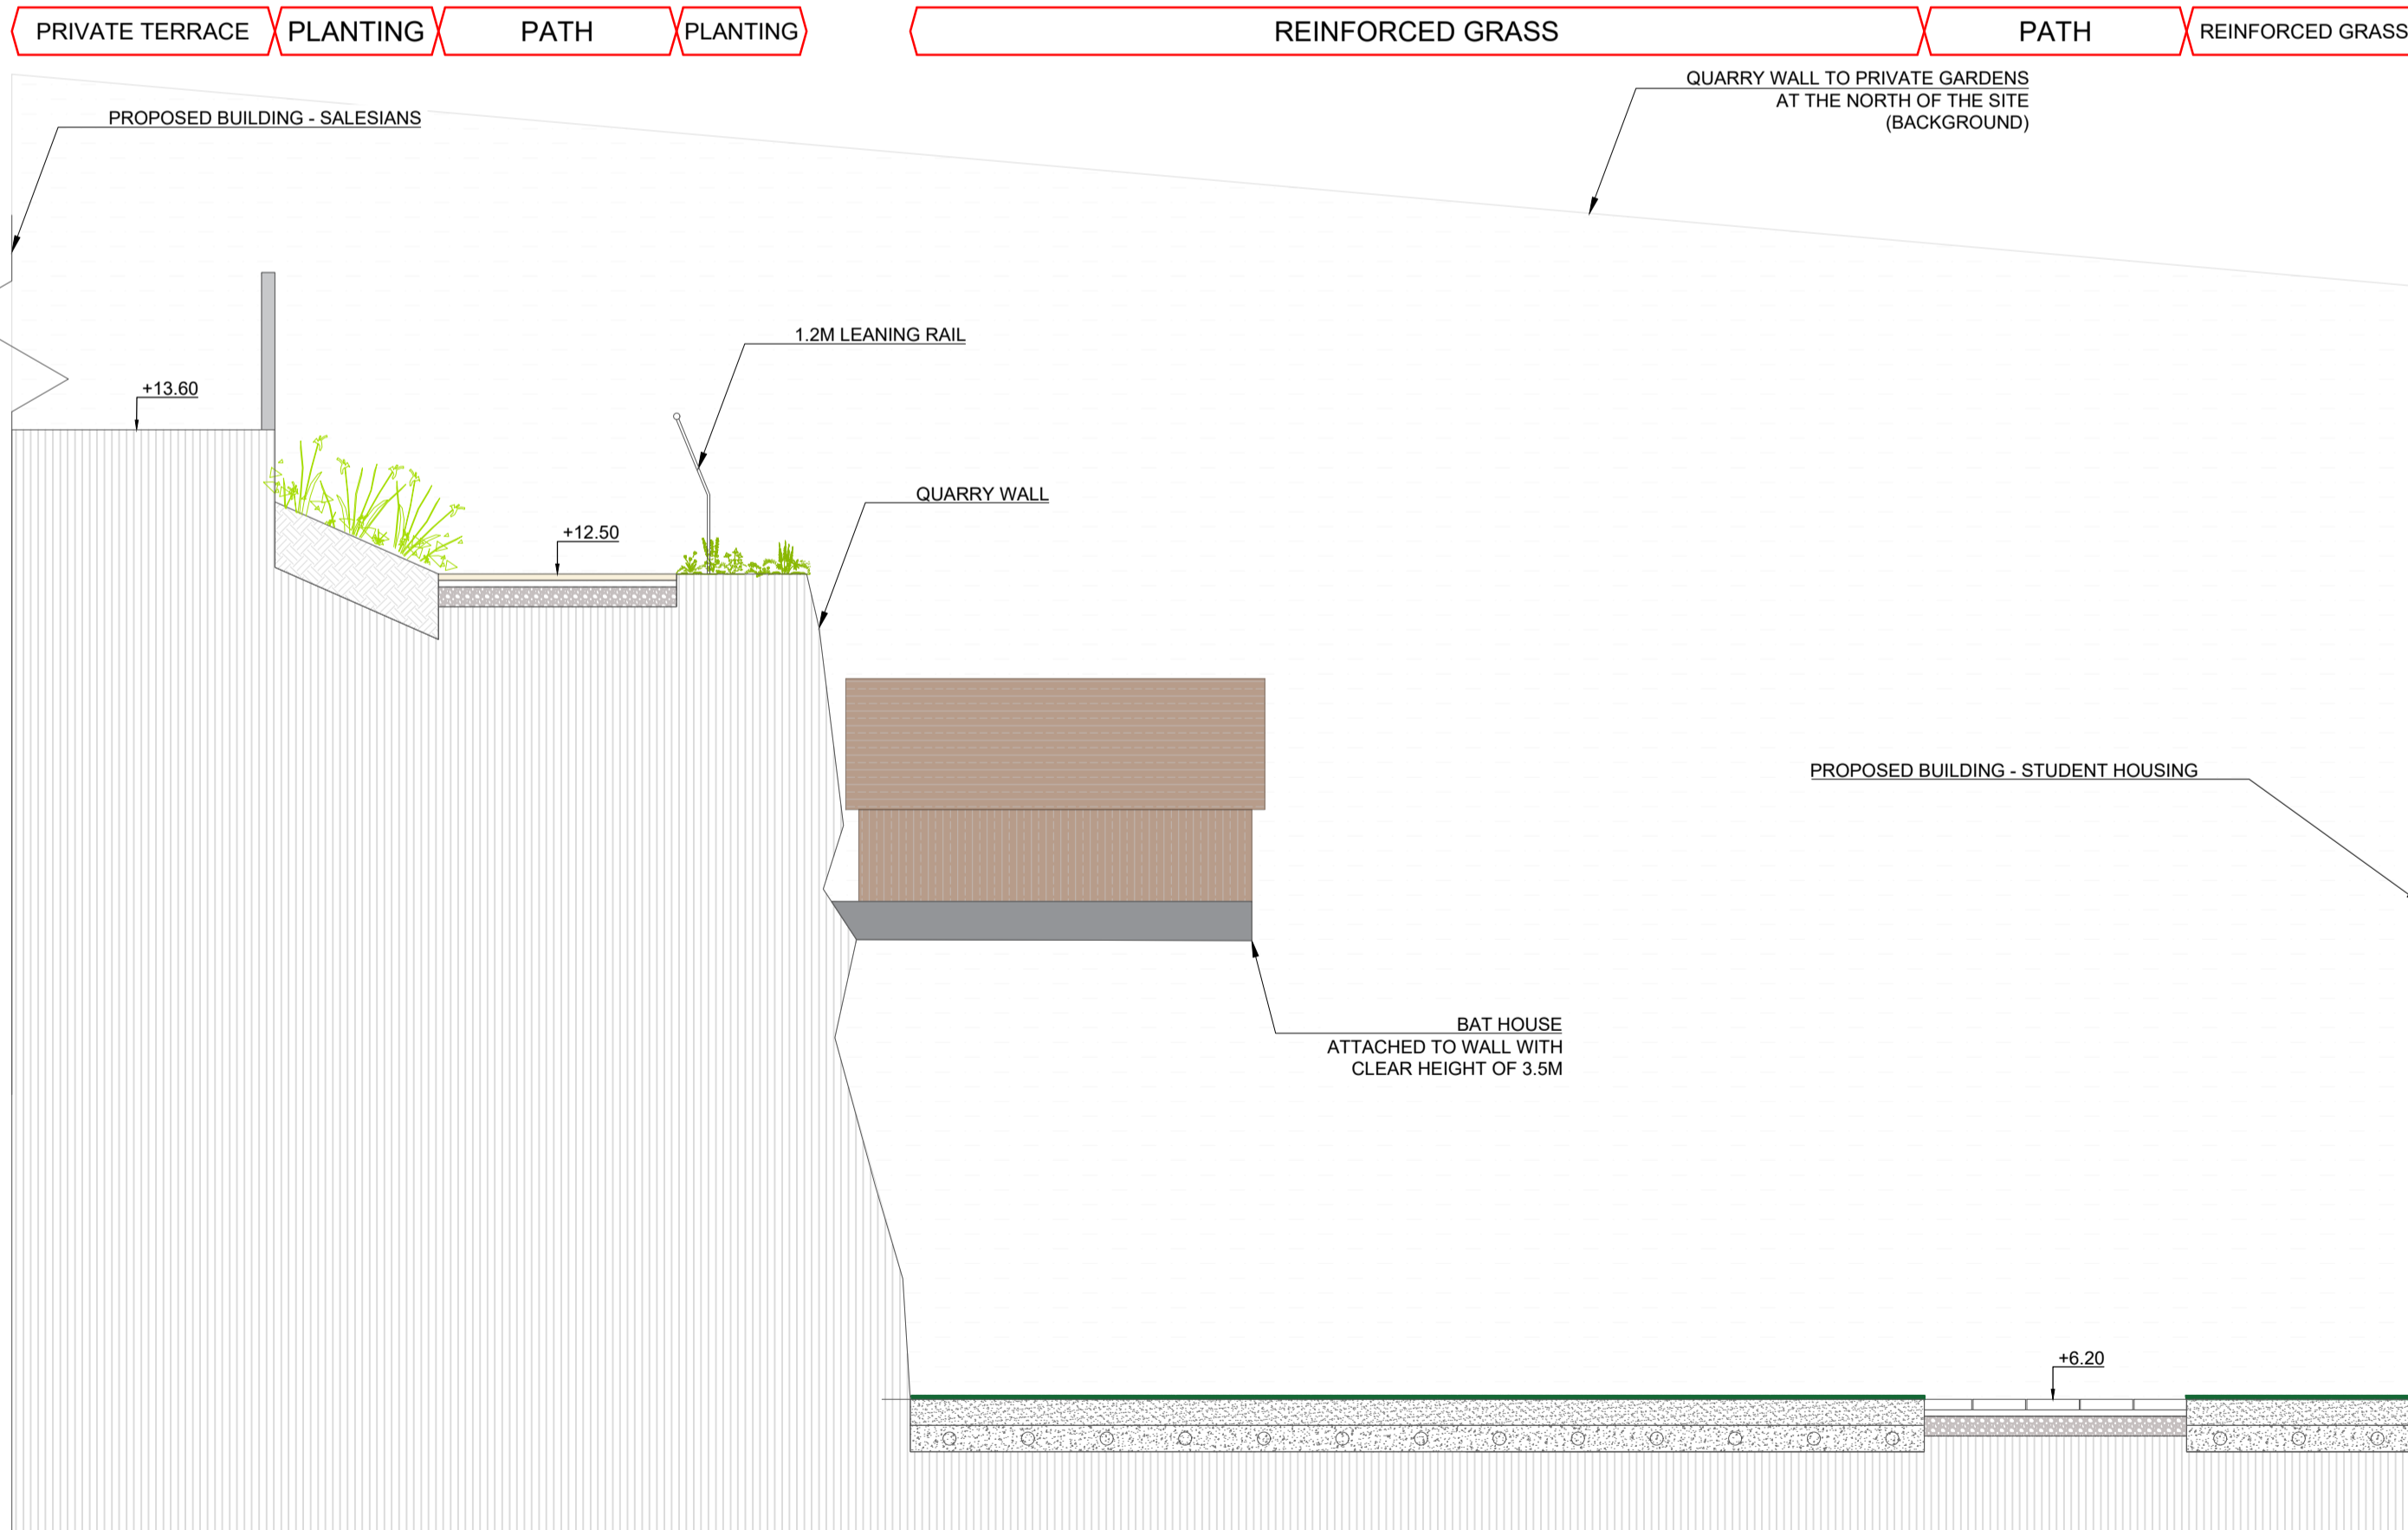 PRIVATE TERRACE
PLANTING
PATH
PLANTING
REINFORCED GRASS
PATH
REINFORCED GRASS
QUARRY WALL TO PRIVATE GARDENS
AT THE NORTH OF THE SITE
(BACKGROUND)
PROPOSED BUILDING - SALESIANS
1.2M LEANING RAIL
+13.60
QUARRY WALL
+12.50
PROPOSED BUILDING - STUDENT HOUSING
BAT HOUSE
ATTACHED TO WALL WITH
CLEAR HEIGHT OF 3.5M
+6.20